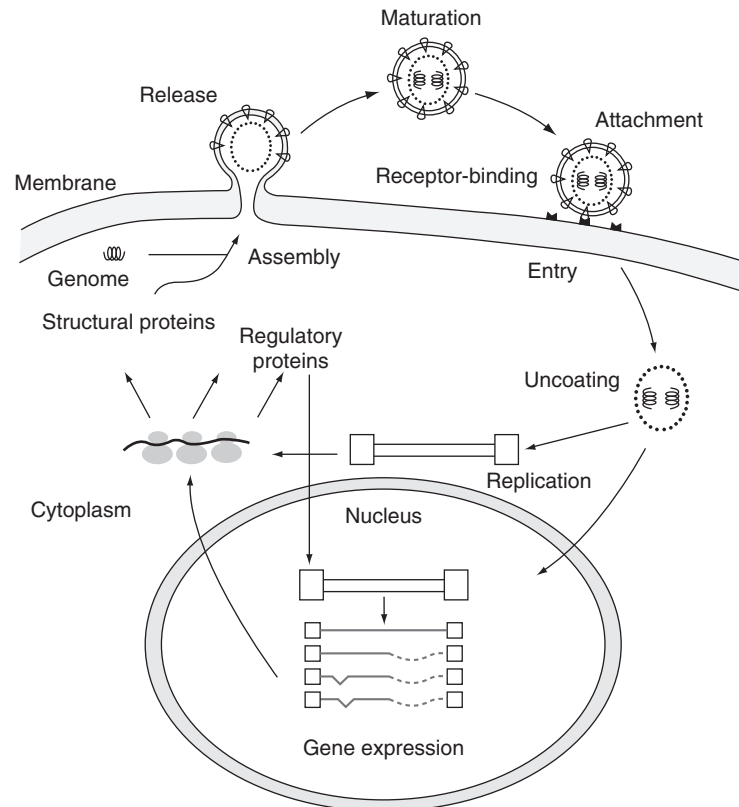 Maturation
Release
Attachment
Membrane
Receptor-binding
Assembly
Genome
Entry
Structural proteins
Regulatory
proteins
Uncoating
Replication
Cytoplasm
Nucleus
Gene expression